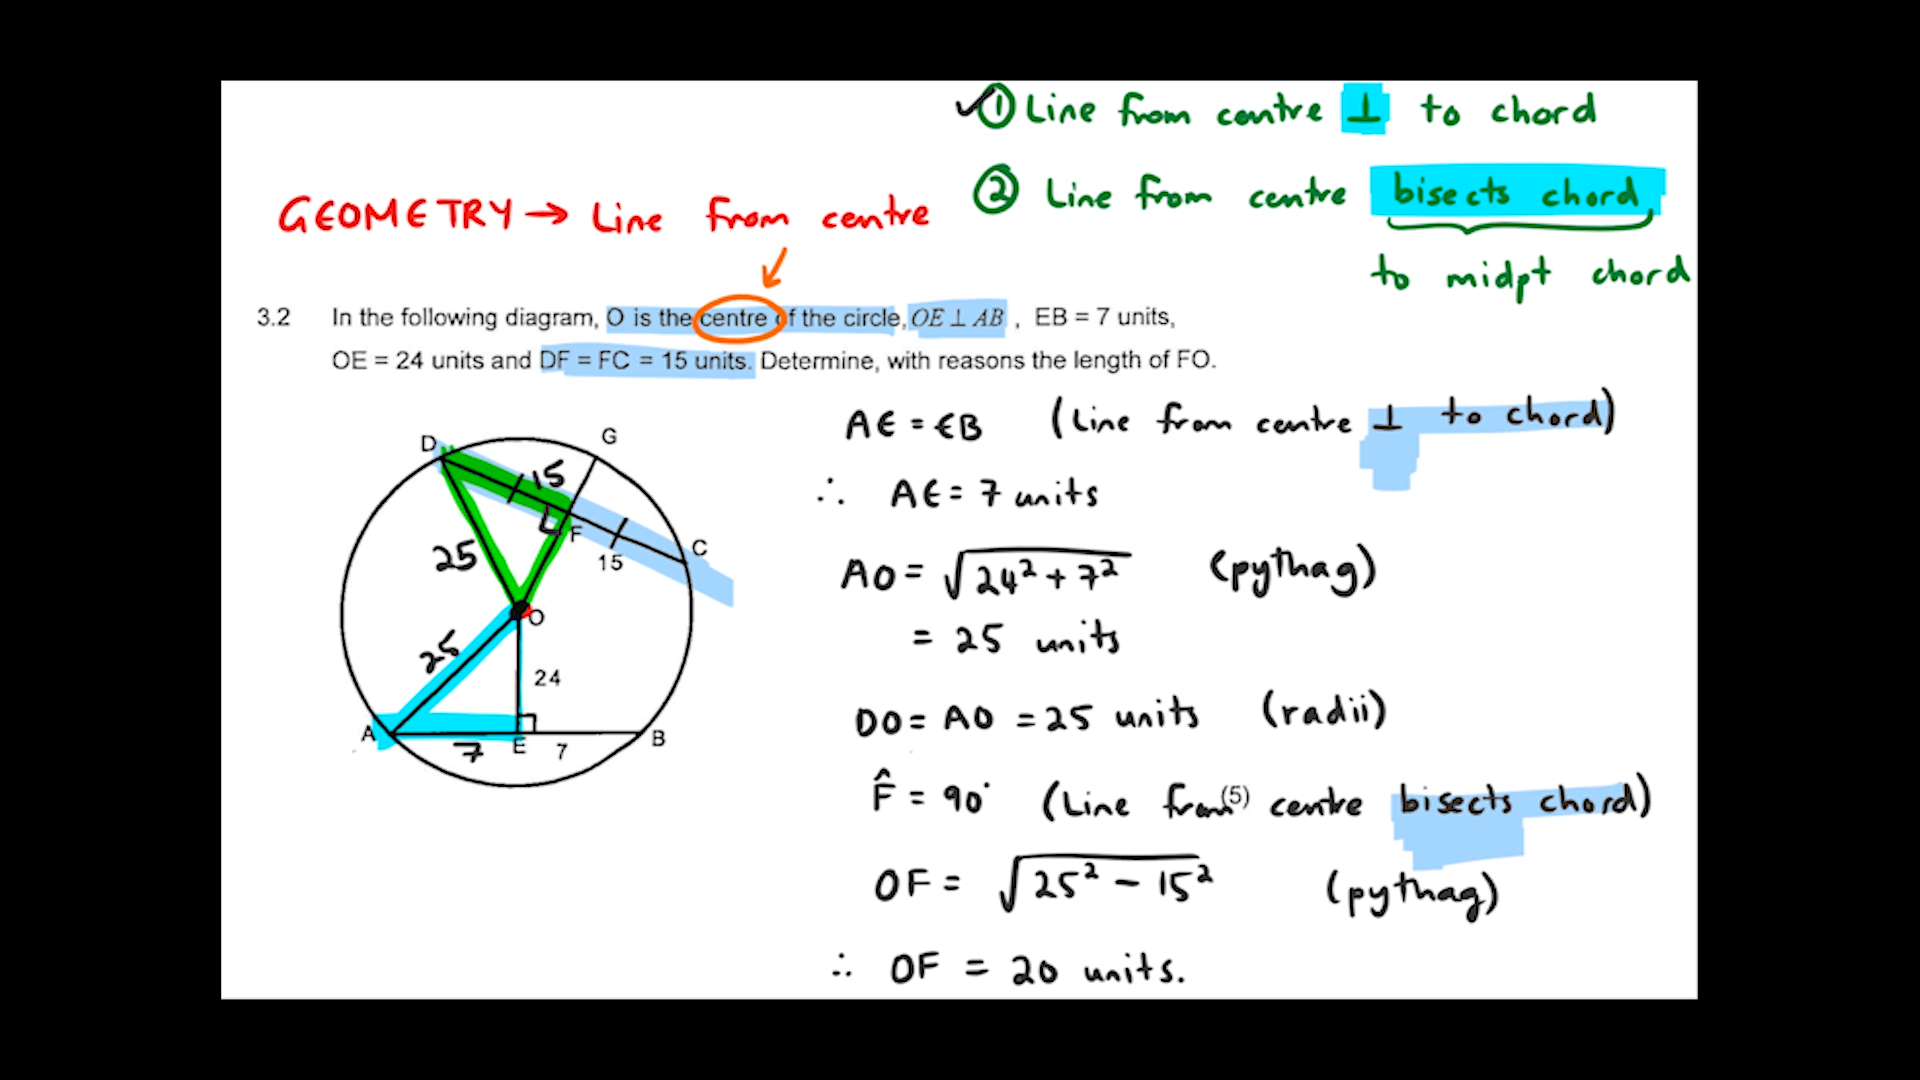 ① Line from centre ⊥ to chord
② Line from centre bisects chord
to midpt chord
GEOMETRY → Line from centre
3.2 In the following diagram, O is the centre of the circle, OE ⊥ AB , EB = 7 units,
OE = 24 units and DF = FC = 15 units. Determine, with reasons the length of FO.
AE = EB (Line from centre ⊥ to chord)
∴ AE = 7 units
AO = √24² + 7² (pythag)
= 25 units
DO = AO = 25 units (radii)
F̂ = 90° (Line from centre bisects chord)
(5)
OF = √25² - 15² (pythag)
∴ OF = 20 units.
D
G
15
F
C
15
25
O
25
24
A
7
E
7
B